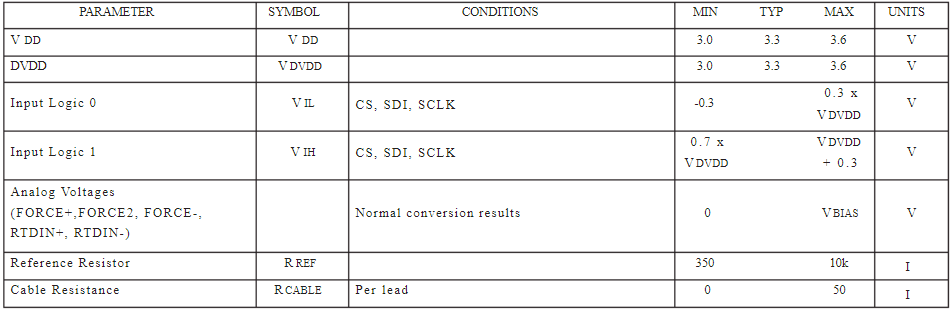 PARAMETER SYMBOL CONDITIONS MIN TYP MAX UNITS
V DD V DD 3.0 3.3 3.6 V
DVDD V DVDD 3.0 3.3 3.6 V
Input Logic 0 V IL CS, SDI, SCLK -0.3 0.3 x V
V DVDD
Input Logic 1 V IH CS, SDI, SCLK 0.7 x V DVDD V
V DVDD + 0.3
Analog Voltages
(FORCE+,FORCE2, FORCE-, Normal conversion results 0 V BIAS V
RTDIN+, RTDIN-)
Reference Resistor R REF 350 10k I
Cable Resistance R CABLE Per lead 0 50 I